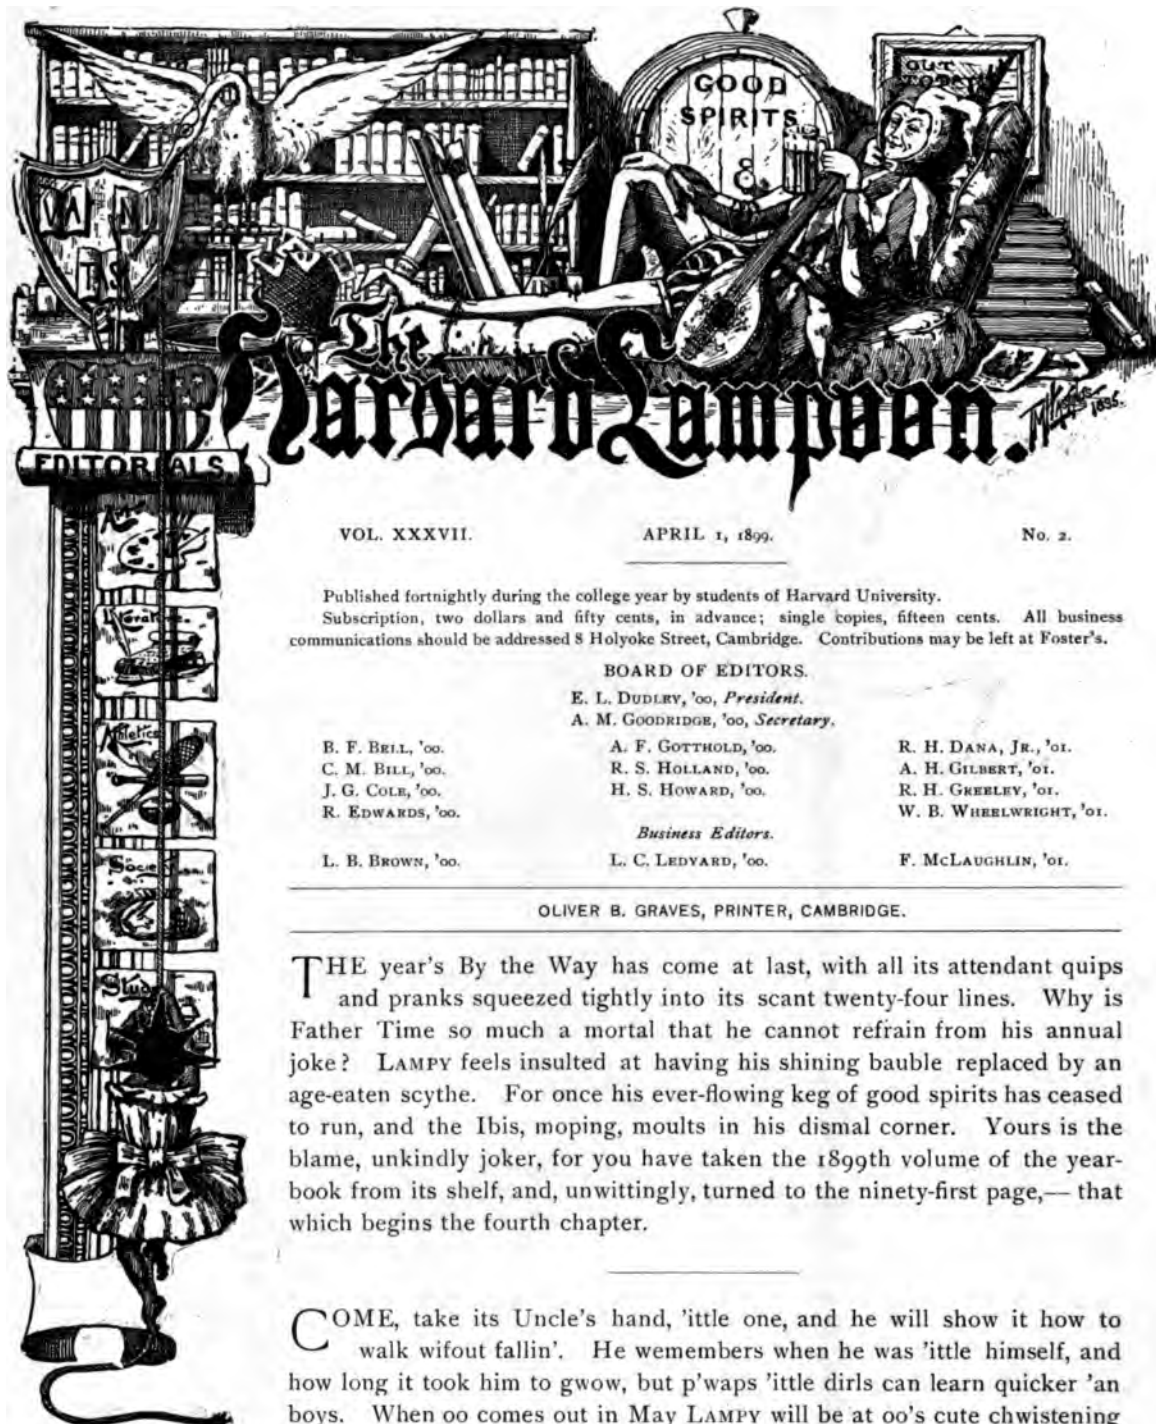 GOOD
SPIRITS
OUT
VA NI
TS
The
Harvard Lampoon.
1885.
EDITORIALS,
Art
Literature
Athletics
Society
VOL. XXXVII. APRIL 1, 1899. No. 2.
Published fortnightly during the college year by students of Harvard University.
Subscription, two dollars and fifty cents, in advance; single copies, fifteen cents. All business
communications should be addressed 8 Holyoke Street, Cambridge. Contributions may be left at Foster's.
BOARD OF EDITORS.
E. L. DUDLEY, '00, President.
A. M. GOODRIDGE, '00, Secretary.
B. F. BELL, '00. A. F. GOTTHOLD, '00. R. H. DANA, JR., '01.
C. M. BILL, '00. R. S. HOLLAND, '00. A. H. GILBERT, '01.
J. G. COLE, '00. H. S. HOWARD, '00. R. H. GREELEY, '01.
R. EDWARDS, '00. W. B. WHEELWRIGHT, '01.
Business Editors.
L. B. BROWN, '00. L. C. LEDYARD, '00. F. MCLAUGHLIN, '01.
OLIVER B. GRAVES, PRINTER, CAMBRIDGE.
THE year's By the Way has come at last, with all its attendant quips
and pranks squeezed tightly into its scant twenty-four lines. Why is
Father Time so much a mortal that he cannot refrain from his annual
joke? LAMPY feels insulted at having his shining bauble replaced by an
age-eaten scythe. For once his ever-flowing keg of good spirits has ceased
to run, and the Ibis, moping, moults in his dismal corner. Yours is the
blame, unkindly joker, for you have taken the 1899th volume of the year-
book from its shelf, and, unwittingly, turned to the ninety-first page,— that
which begins the fourth chapter.
COME, take its Uncle's hand, 'ittle one, and he will show it how to
walk wifout fallin'. He wemembers when he was 'ittle himself, and
how long it took him to gwow, but p'waps 'ittle dirls can learn quicker 'an
boys. When oo comes out in May LAMPY will be at oo's cute chwistening